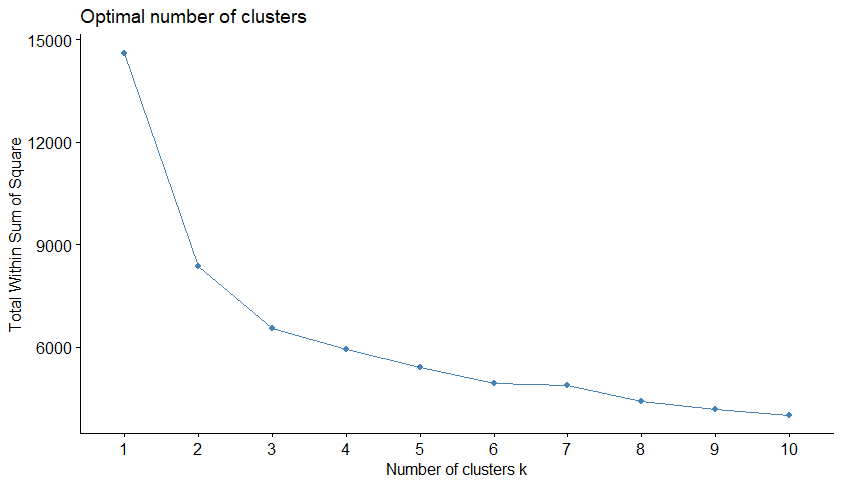 Optimal number of clusters
Total Within Sum of Square
15000
12000
9000
6000
1 2 3 4 5 6 7 8 9 10
Number of clusters k